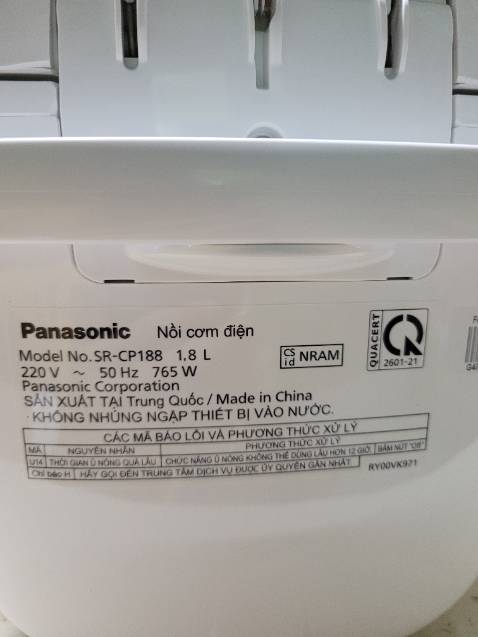 Panasonic Nồi cơm điện
Model No. SR-CP188 1,8 L
220 V ~ 50 Hz 765 W
Panasonic Corporation
SẢN XUẤT TẠI Trung Quốc / Made in China
KHÔNG NHÚNG NGẬP THIẾT BỊ VÀO NƯỚC.
CS id NRAM
QUACERT
2601-21
CÁC MÃ BÁO LỖI VÀ PHƯƠNG THỨC XỬ LÝ
MÃ NGUYÊN NHÂN PHƯƠNG THỨC XỬ LÝ
U14 THỜI GIAN Ủ NÓNG QUÁ LÂU CHỨC NĂNG Ủ NÓNG KHÔNG THỂ DÙNG LÂU HƠN 12 GIỜ BẤM NÚT "Off"
Chỉ báo H HÃY GỌI ĐẾN TRUNG TÂM DỊCH VỤ ĐƯỢC ỦY QUYỀN GẦN NHẤT.
RY00VK971